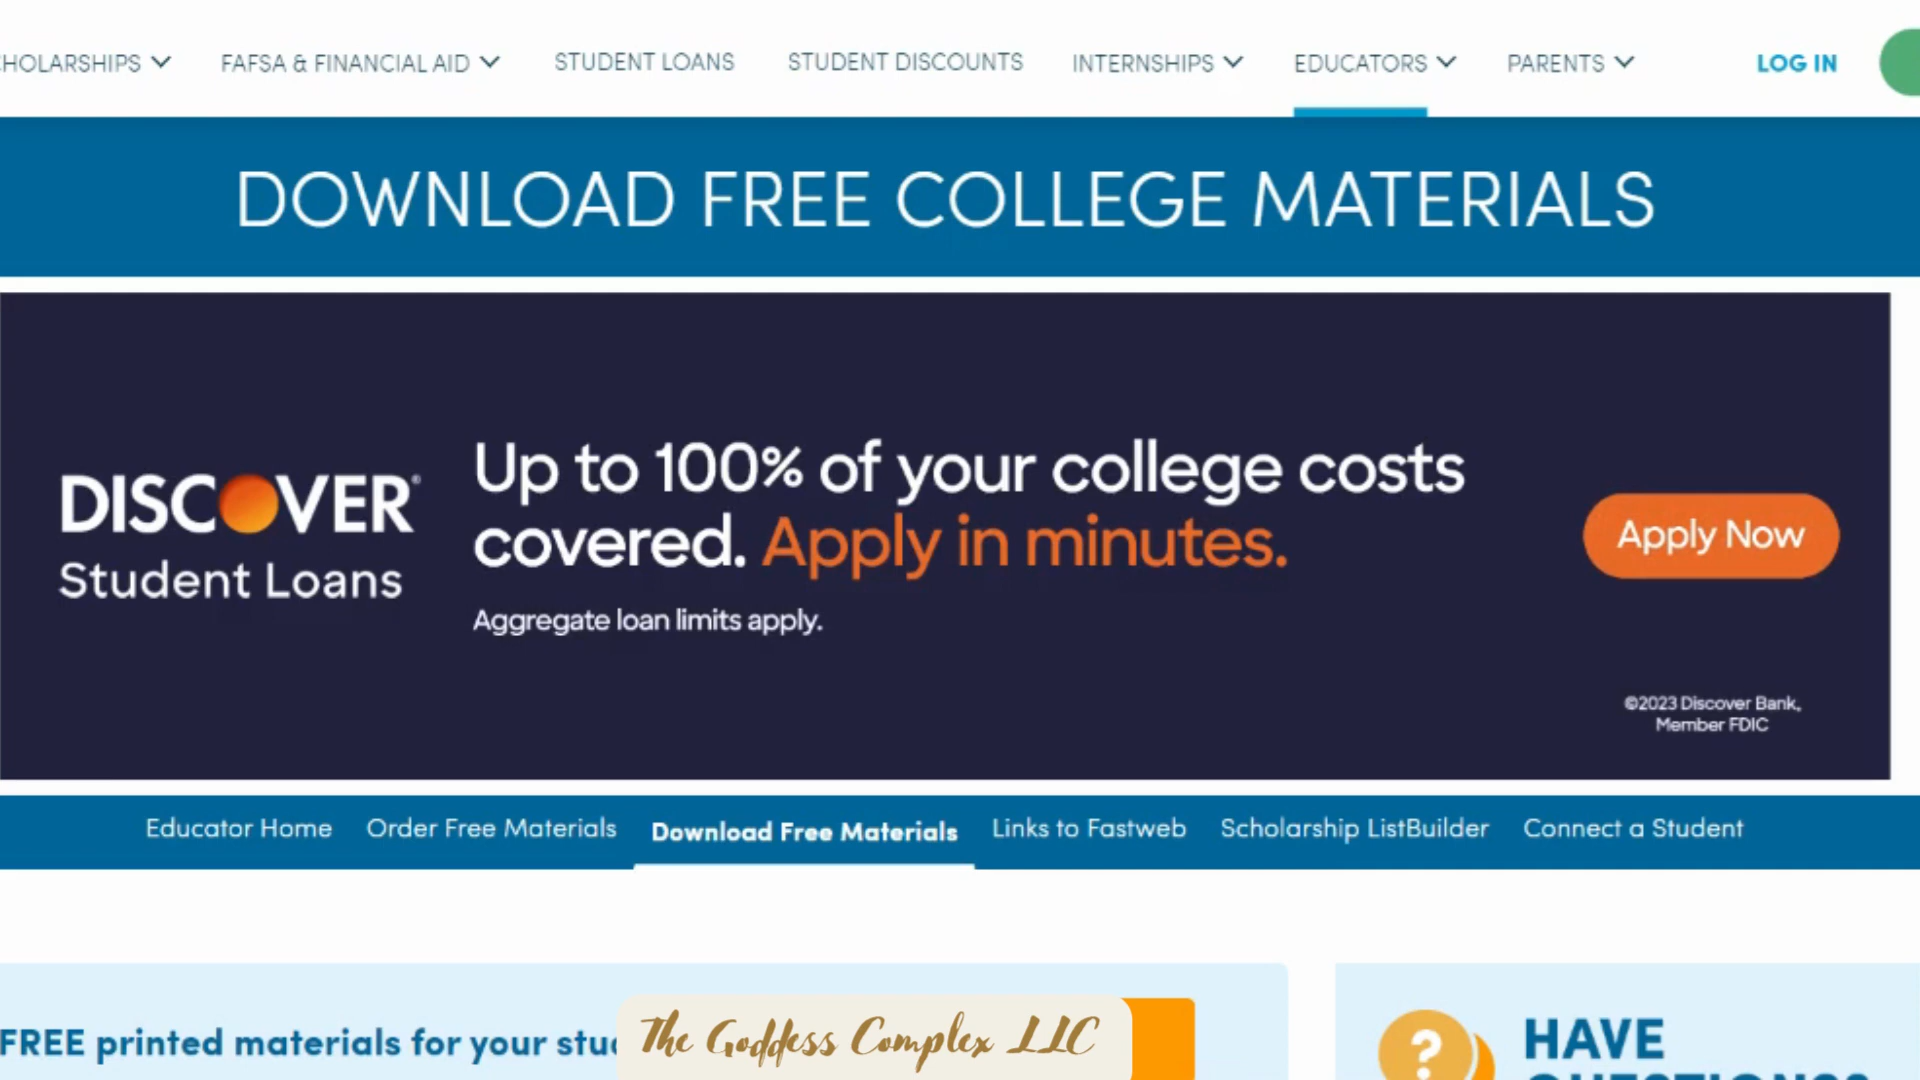 FAFSA & FINANCIAL AID
STUDENT LOANS
STUDENT DISCOUNTS
INTERNSHIPS
EDUCATORS
PARENTS
LOG IN
DOWNLOAD FREE COLLEGE MATERIALS
DISCOVER
Student Loans
Up to 100% of your college costs
covered. Apply in minutes.
Aggregate loan limits apply.
Apply Now
©2023 Discover Bank,
Member FDIC
Educator Home
Order Free Materials
Download Free Materials
Links to Fastweb
Scholarship ListBuilder
Connect a Student
FREE printed materials for your
The Goddess Complex LLC
HAVE